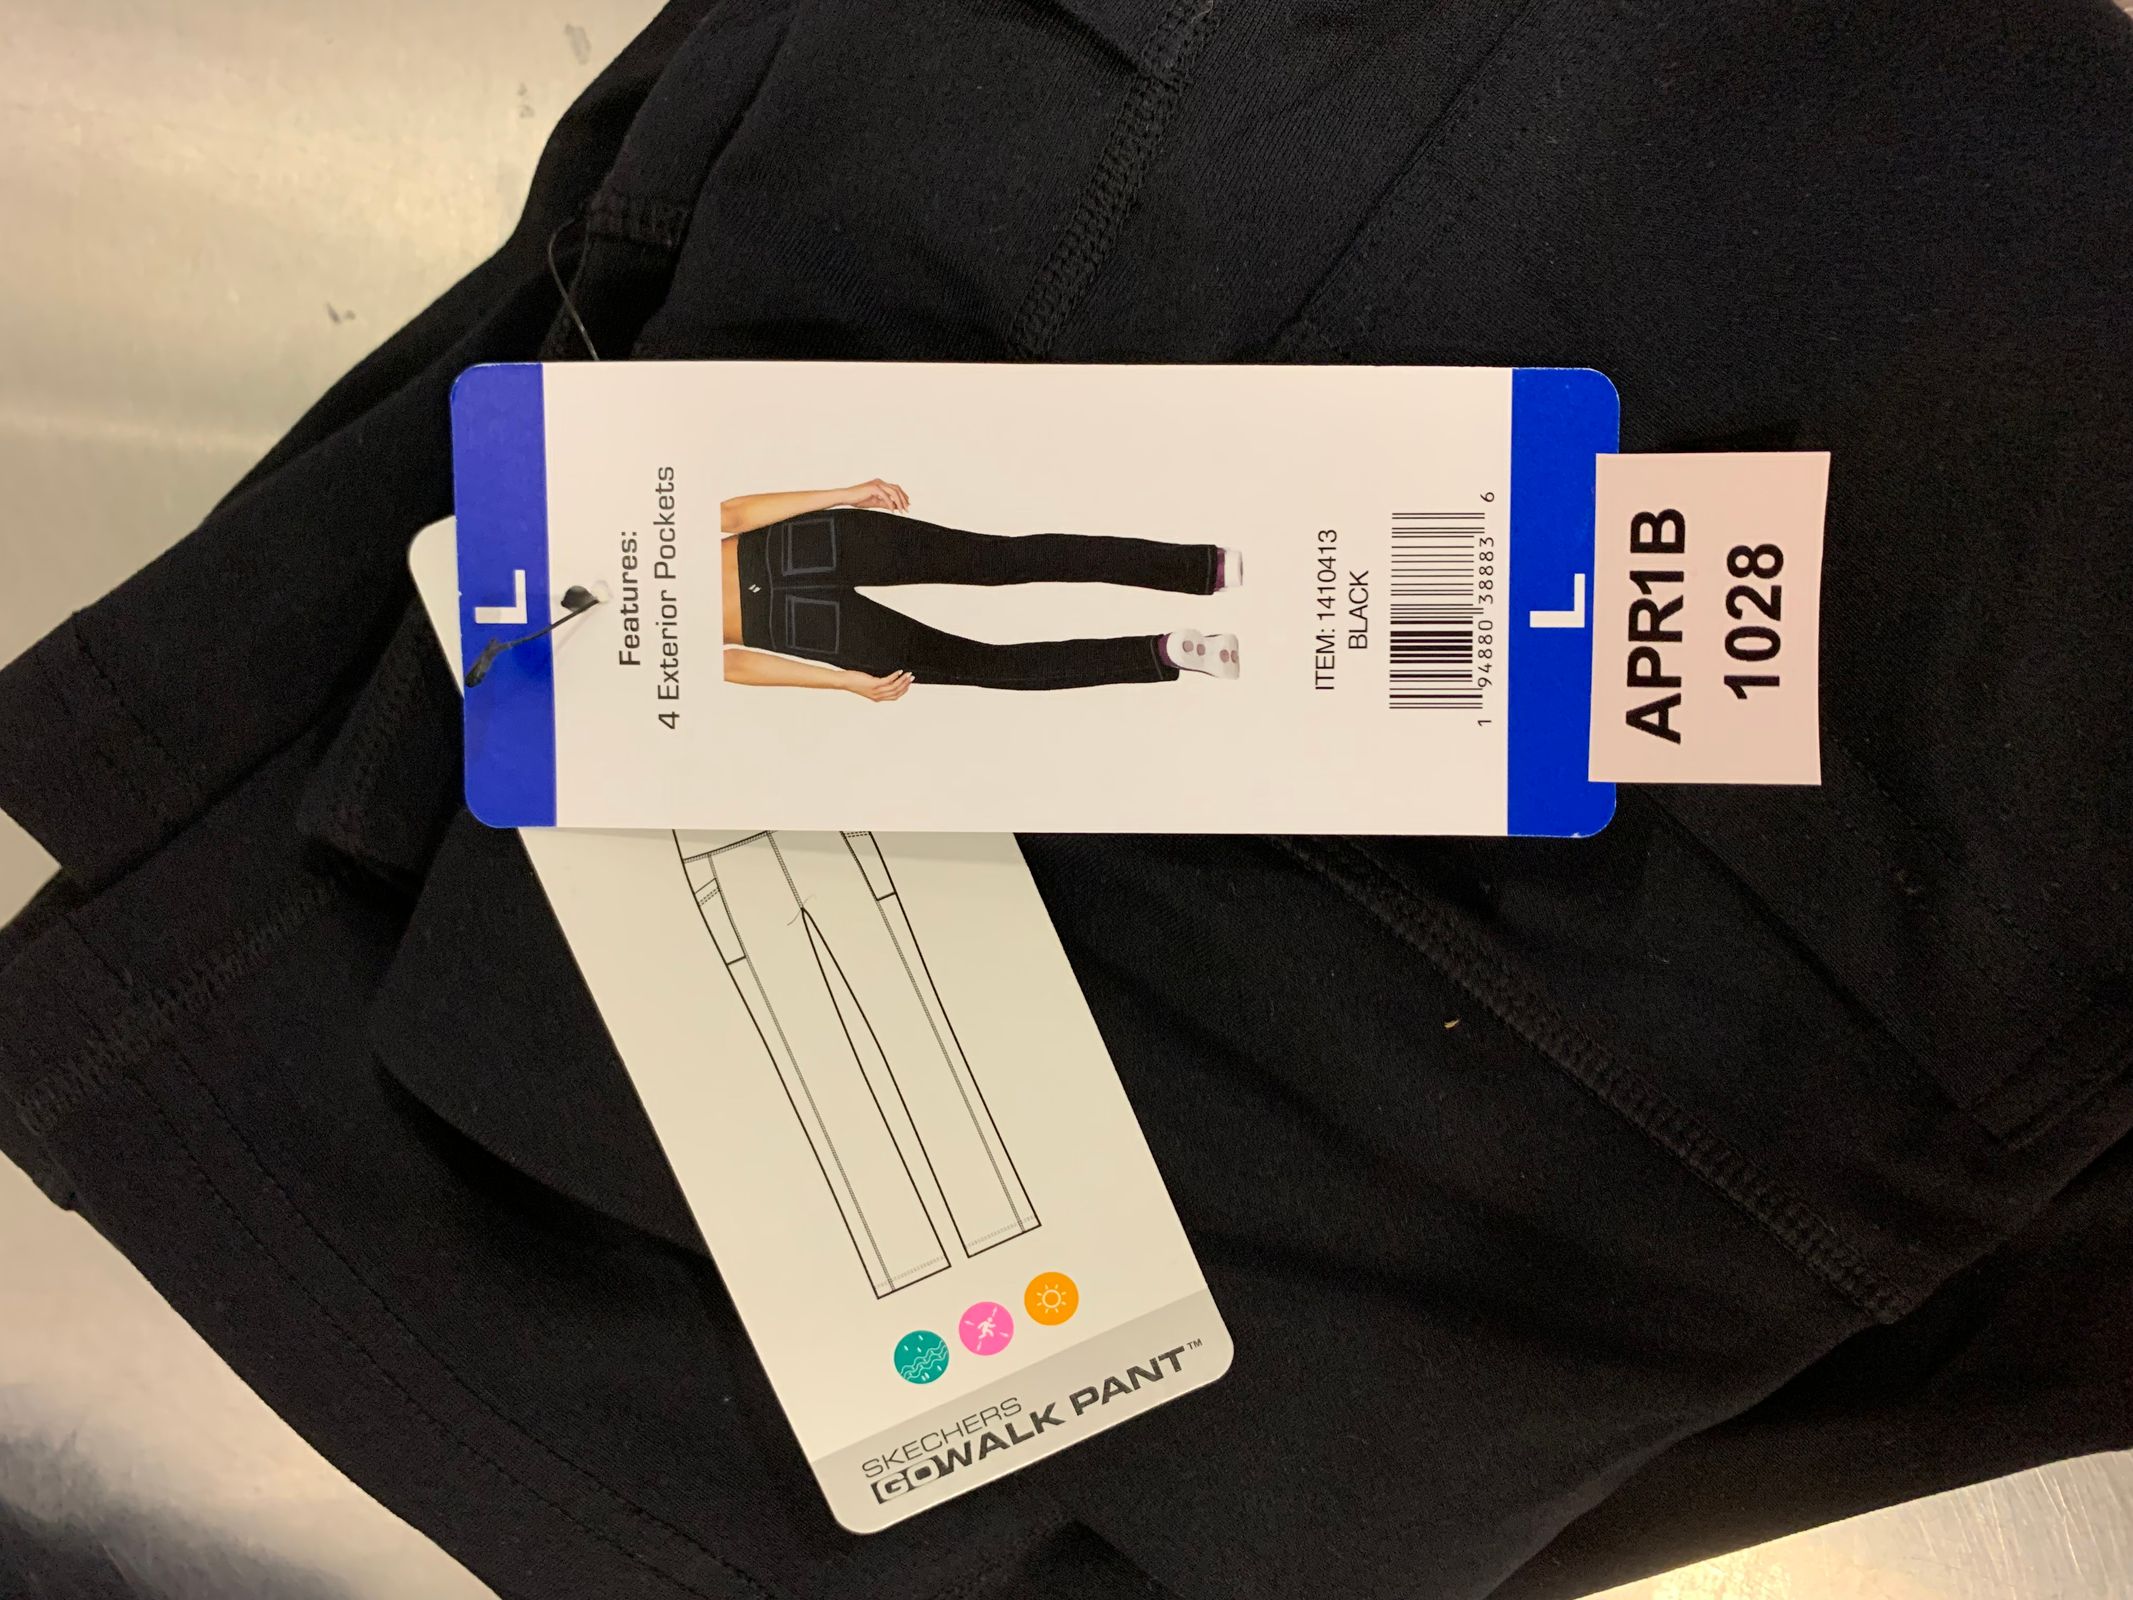 L
Features:
4 Exterior Pockets
ITEM: 1410413
BLACK
1 94880 38883 6
L
APR1B
1028
SKECHERS
GOWALK PANT™